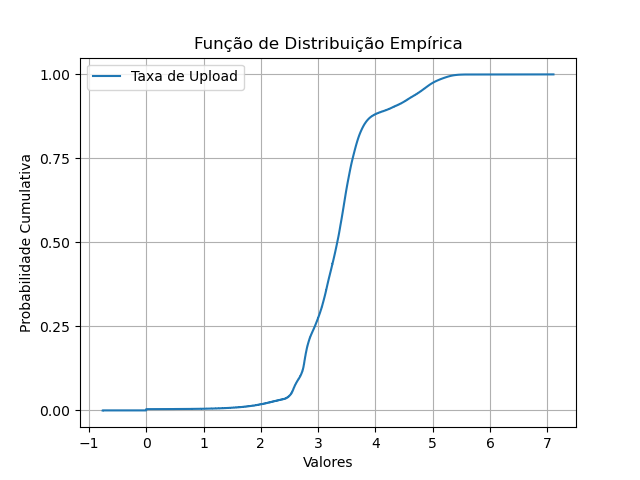 Função de Distribuição Empírica
Taxa de Upload
Probabilidade Cumulativa
1.00
0.75
0.50
0.25
0.00
−1 0 1 2 3 4 5 6 7
Valores